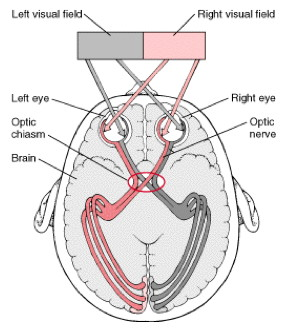 Left visual field
Right visual field
Left eye
Right eye
Optic
chiasm
Optic
nerve
Brain